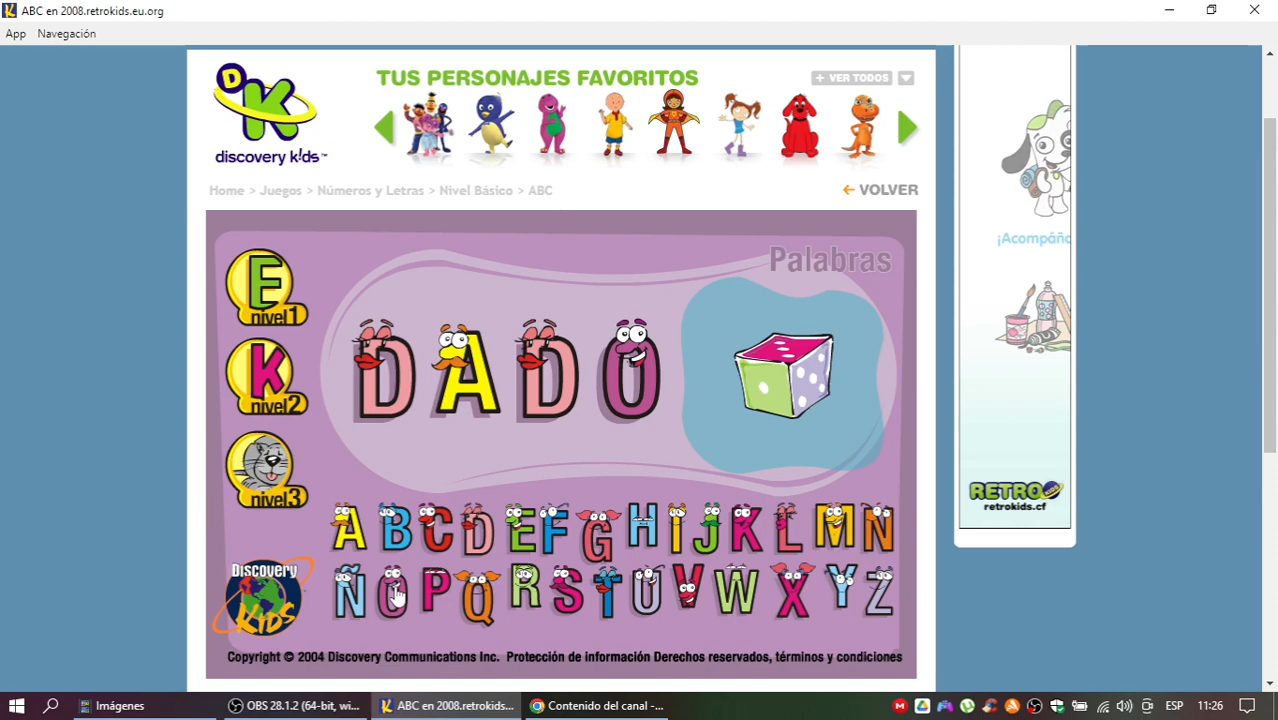 ABC en 2008.retrokids.eu.org
App Navegación
DK
discovery kids™
TUS PERSONAJES FAVORITOS
+ VER TODOS
Home > Juegos > Números y Letras > Nivel Básico > ABC
VOLVER
Palabras
E
nivel1
K
nivel2
nivel3
DADO
A B C D E F G H I J K L M N
Ñ O P Q R S T U V W X Y Z
Discovery
KIDS
Copyright © 2004 Discovery Communications Inc. Protección de información Derechos reservados, términos y condiciones
¡Acompáña
RETRO
retrokids.cf
Imágenes
OBS 28.1.2 (64-bit, wi...
ABC en 2008.retrokids...
Contenido del canal -...
ESP
11:26